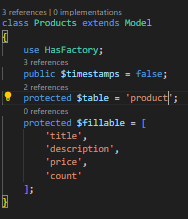 3 references | 0 implementations
class Products extends Model
{
use HasFactory;
3 references
public $timestamps = false;
2 references
protected $table = 'product';
0 references
protected $fillable = [
'title',
'description',
'price',
'count'
];
}